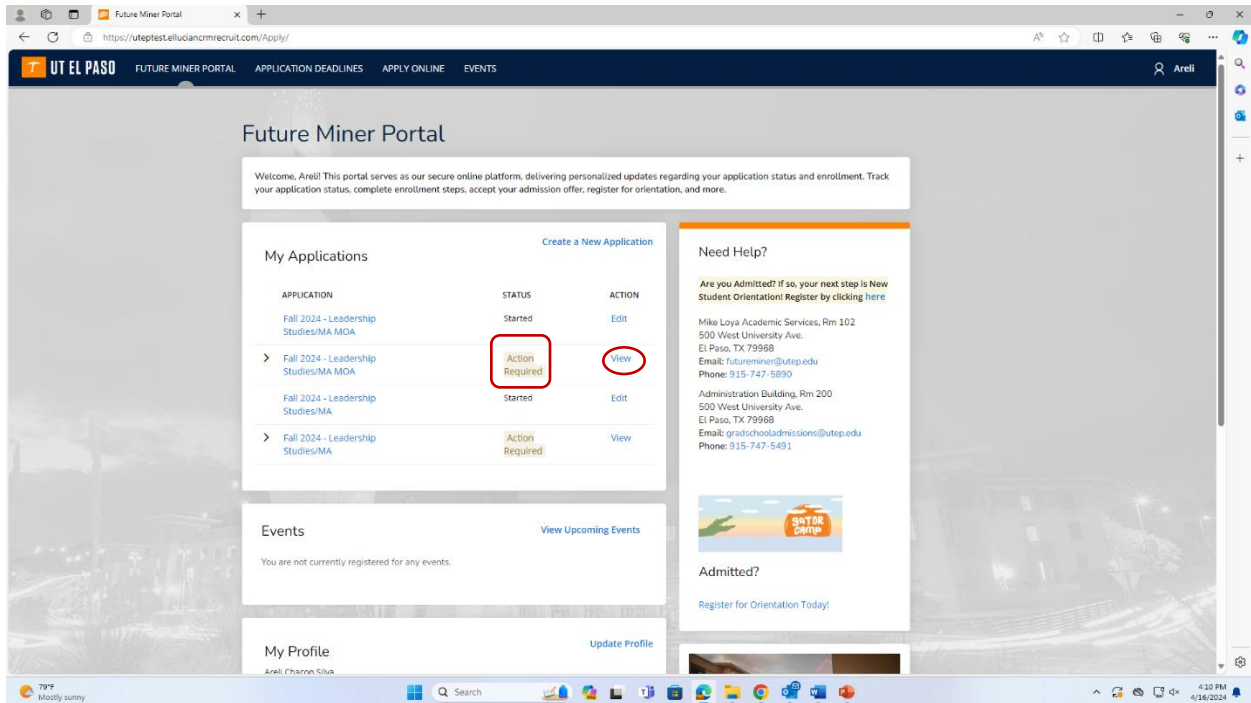 Future Miner Portal
https://uteptest.elluciancrmrecruit.com/Apply/
T UT EL PASO FUTURE MINER PORTAL APPLICATION DEADLINES APPLY ONLINE EVENTS Areli
Future Miner Portal
Welcome, Areli! This portal serves as our secure online platform, delivering personalized updates regarding your application status and enrollment. Track
your application status, complete enrollment steps, accept your admission offer, register for orientation, and more.
My Applications
Create a New Application
APPLICATION STATUS ACTION
Fall 2024 - Leadership
Studies/MA MOA
Started
Edit
Fall 2024 - Leadership
Studies/MA MOA
Action
Required
View
Fall 2024 - Leadership
Studies/MA
Started
Edit
Fall 2024 - Leadership
Studies/MA
Action
Required
View
Need Help?
Are you Admitted? If so, your next step is New
Student Orientation! Register by clicking here
Mike Loya Academic Services, Rm 102
500 West University Ave.
El Paso, TX 79968
Email: futureminer@utep.edu
Phone: 915-747-5890
Administration Building, Rm 200
500 West University Ave.
El Paso, TX 79968
Email: gradschooladmissions@utep.edu
Phone: 915-747-5491
GATOR
CAMP
Admitted?
Register for Orientation Today!
Events
View Upcoming Events
You are not currently registered for any events.
My Profile
Update Profile
Areli Chacon Silva
79°F
Mostly sunny
Search
4:10 PM
4/16/2024